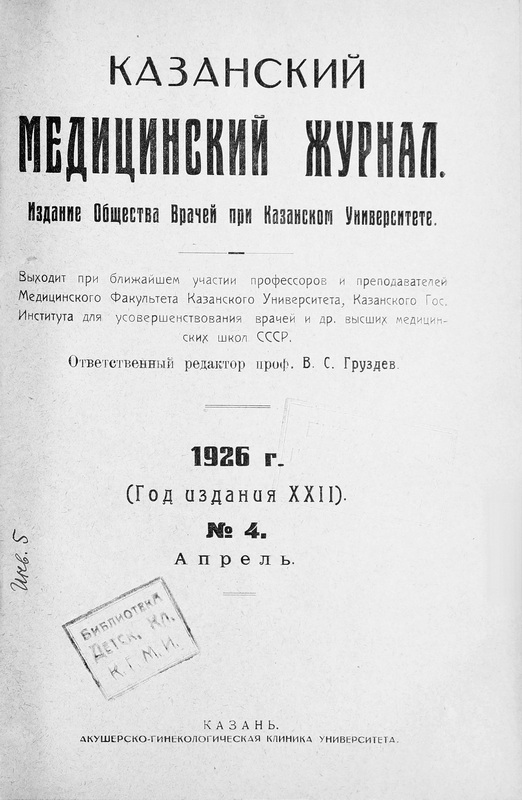 КАЗАНСКИЙ
МЕДИЦИНСКИЙ ЖУРНАЛ.
Издание Общества Врачей при Казанском Университете.
Выходит при ближайшем участии профессоров и преподавателей
Медицинского Факультета Казанского Университета, Казанского Гос.
Института для усовершенствования врачей и др. высших медицин-
ских школ СССР.
Ответственный редактор проф. В. С. Груздев.
1926 г.
(Год издания XXII).
№ 4.
Апрель.
Инв. 5
БИБЛИОТЕКА
ДЕТСК. КЛ.
К. Г. М. И.
КАЗАНЬ.
АКУШЕРСКО-ГИНЕКОЛОГИЧЕСКАЯ КЛИНИКА УНИВЕРСИТЕТА.